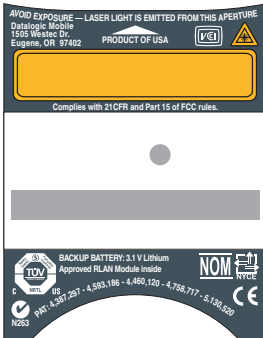 AVOID EXPOSURE — LASER LIGHT IS EMITTED FROM THIS APERTURE
Datalogic Mobile
1505 Westec Dr.
Eugene, OR 97402
PRODUCT OF USA
VCI
Complies with 21CFR and Part 15 of FCC rules.
BACKUP BATTERY: 3.1 V Lithium
Approved RLAN Module inside
TÜV
NRTL
C US
NOM
NYCE
N263
PAT: 4,387,297 - 4,593,186 - 4,460,120 - 4,758,717 - 5,130,520
CE